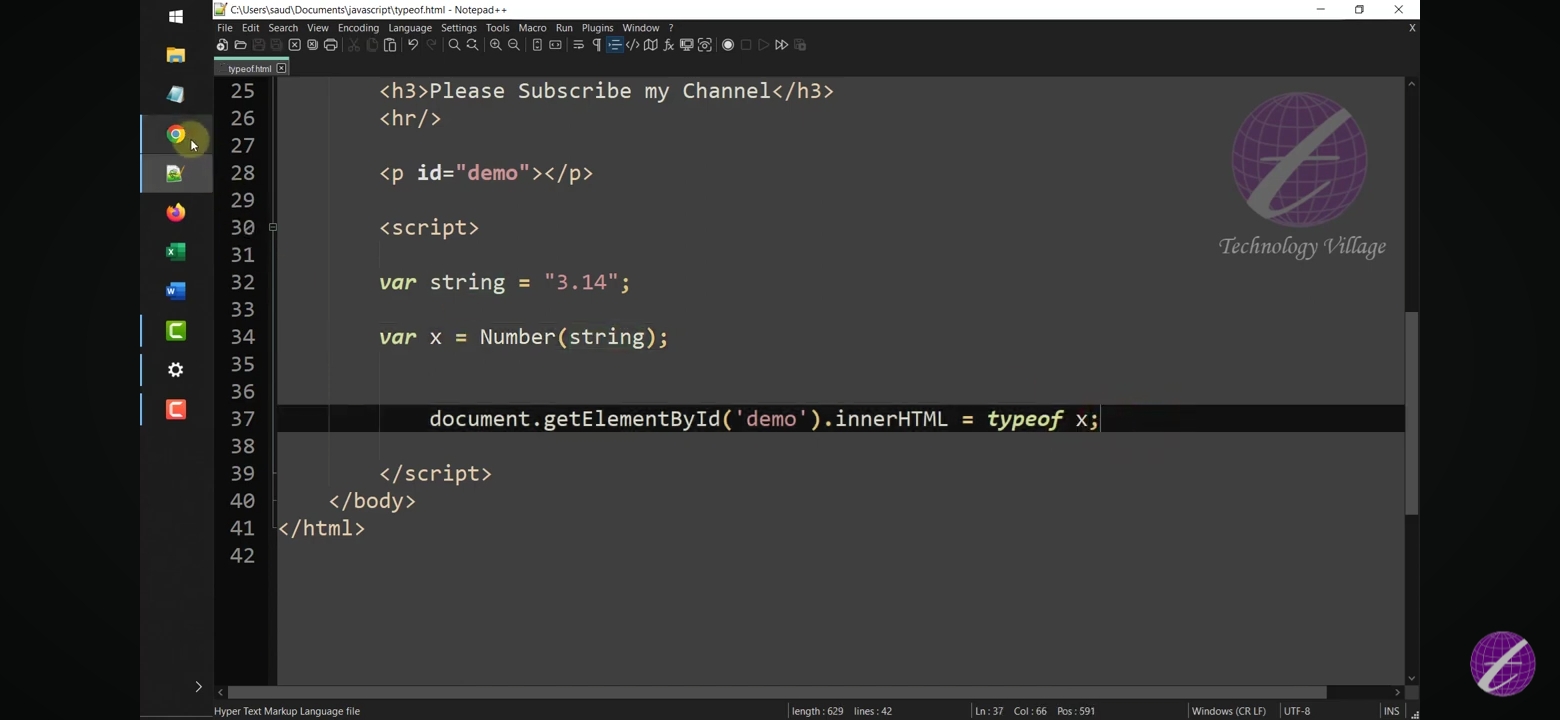 C:\Users\saud\Documents\javascript\typeof.html - Notepad++
File Edit Search View Encoding Language Settings Tools Macro Run Plugins Window ? X
typeof.html
25 <h3>Please Subscribe my Channel</h3>
26 <hr/>
27
28 <p id="demo"></p>
29
30 <script>
31
32 var string = "3.14";
33
34 var x = Number(string);
35
36
37 document.getElementById('demo').innerHTML = typeof x;
38
39 </script>
40 </body>
41 </html>
42
Technology Village
Hyper Text Markup Language file length : 629 lines : 42 Ln : 37 Col : 66 Pos : 591 Windows (CR LF) UTF-8 INS